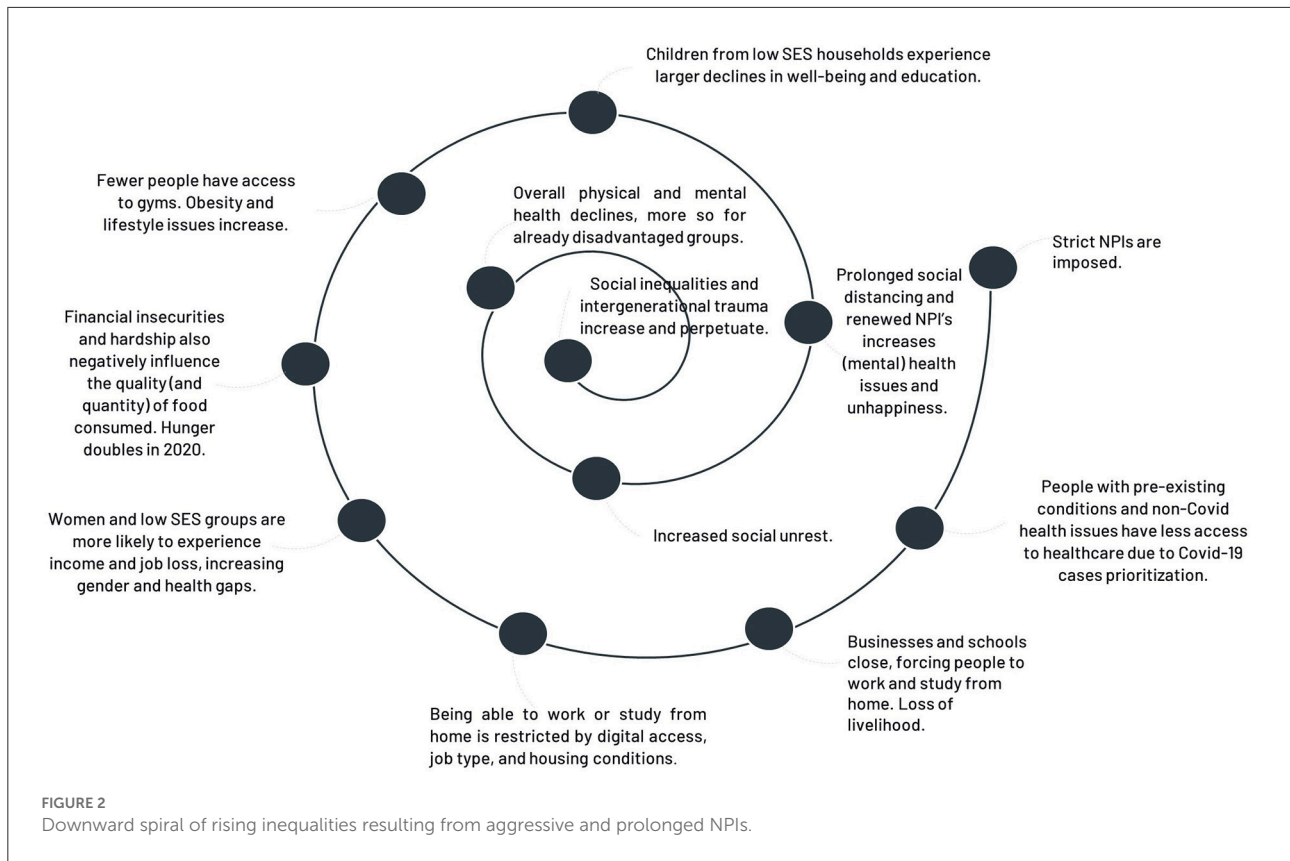 Children from low SES households experience
larger declines in well-being and education.
Fewer people have access
to gyms. Obesity and
lifestyle issues increase.
Overall physical and mental
health declines, more so for
already disadvantaged groups.
Strict NPIs are
imposed.
Social inequalities and
intergenerational trauma
increase and perpetuate.
Prolonged social
distancing and
renewed NPI's
increases
(mental) health
issues and
unhappiness.
Financial insecurities
and hardship also
negatively influence
the quality (and
quantity) of food
consumed. Hunger
doubles in 2020.
People with pre-existing
conditions and non-Covid
health issues have less access
to healthcare due to Covid-19
cases prioritization.
Women and low SES groups are
more likely to experience
income and job loss, increasing
gender and health gaps.
Increased social unrest.
Businesses and schools
close, forcing people to
work and study from
home. Loss of
livelihood.
Being able to work or study from
home is restricted by digital access,
job type, and housing conditions.
FIGURE 2
Downward spiral of rising inequalities resulting from aggressive and prolonged NPIs.